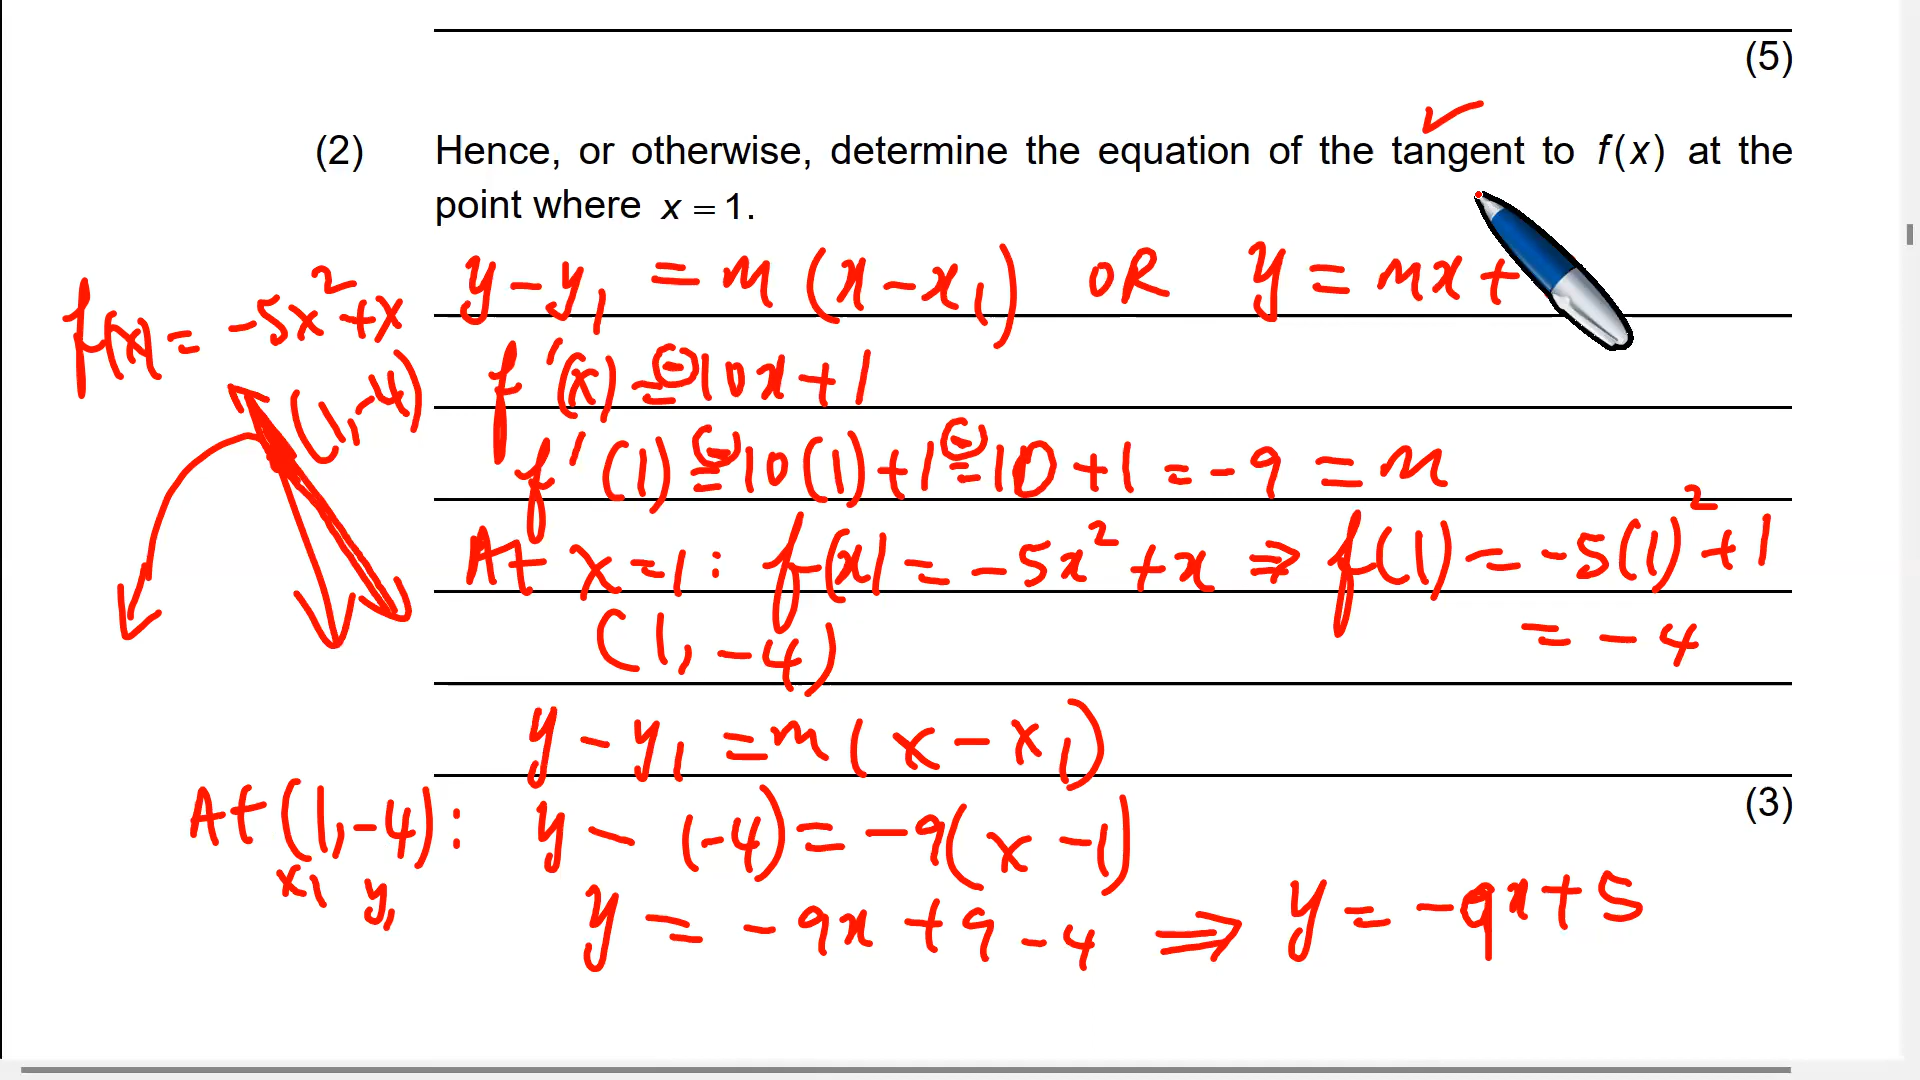 (5)
(2) Hence, or otherwise, determine the equation of the tangent to f(x) at the
point where x = 1.
y - y₁ = m(x - x₁) OR y = mx +
f(x) = -5x² + x
(1, -4)
f'(x) = -10x + 1
f'(1) = -10(1) + 1 = -10 + 1 = -9 = m
At x = 1: f(x) = -5x² + x ⇒ f(1) = -5(1)² + 1
(1, -4) = -4
y - y₁ = m(x - x₁)
(3)
At (1, -4): y - (-4) = -9(x - 1)
x₁ y₁
y = -9x + 9 - 4 ⇒ y = -9x + 5